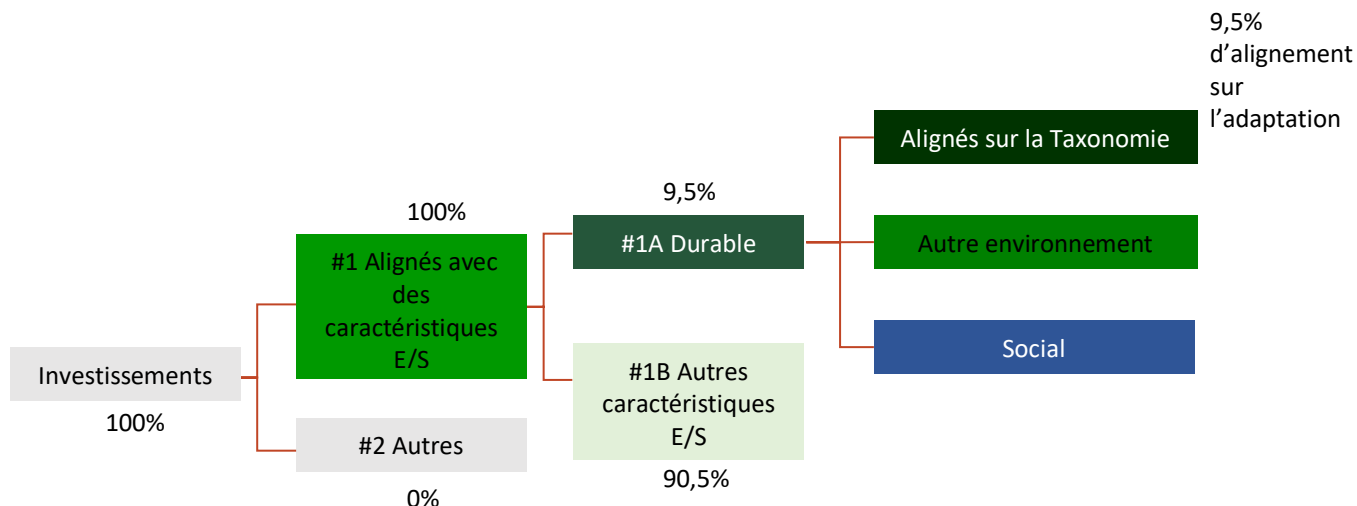 9,5%
d’alignement
sur
l’adaptation
Alignés sur la Taxonomie
9,5%
100%
#1A Durable
Autre environnement
#1 Alignés avec
des
caractéristiques
E/S
Social
Investissements
#1B Autres
caractéristiques
E/S
100%
#2 Autres
90,5%
0%